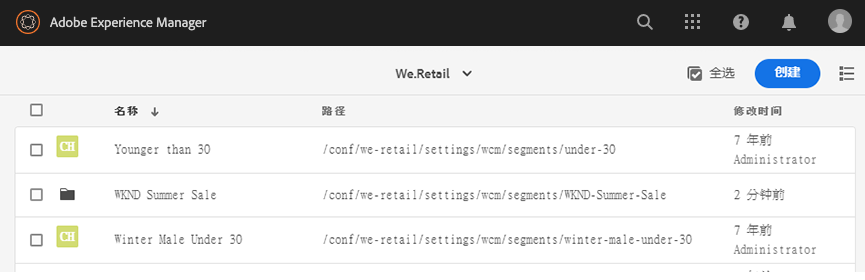 Adobe Experience Manager
We.Retail
全选
创建
名称 ↓ 路径 修改时间
CH Younger than 30 /conf/we-retail/settings/wcm/segments/under-30 7 年前
Administrator
WKND Summer Sale /conf/we-retail/settings/wcm/segments/WKND-Summer-Sale 2 分钟前
CH Winter Male Under 30 /conf/we-retail/settings/wcm/segments/winter-male-under-30 7 年前
Administrator